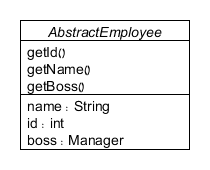 AbstractEmployee
getId()
getName()
getBoss()
name : String
id : int
boss : Manager